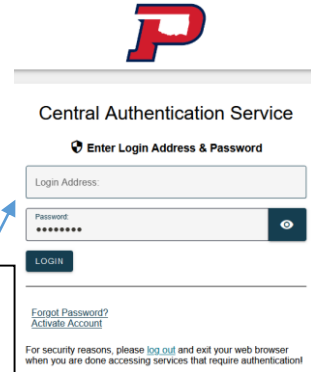 P
Central Authentication Service
Enter Login Address & Password
Login Address:
Password:
LOGIN
Forgot Password?
Activate Account
For security reasons, please log out and exit your web browser
when you are done accessing services that require authentication!